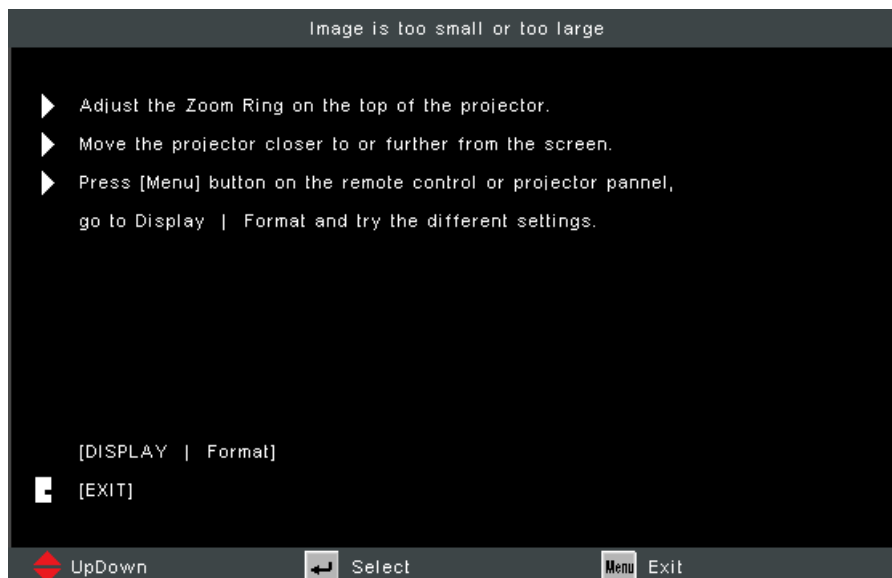 Image is too small or too large
Adjust the Zoom Ring on the top of the projector.
Move the projector closer to or further from the screen.
Press [Menu] button on the remote control or projector pannel,
go to Display | Format and try the different settings.
[DISPLAY | Format]
[EXIT]
UpDown Select Menu Exit